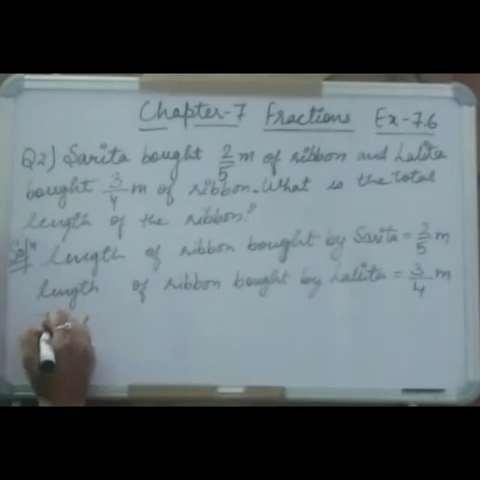 Chapter-7 Fractions Ex-7.6
Q2) Sarita bought 2/5 m of ribbon and Lalita
bought 3/4 m of ribbon. What is the total
length of the ribbon?
Solⁿ length of ribbon bought by Sarita = 2/5 m
length of ribbon bought by Lalita = 3/4 m